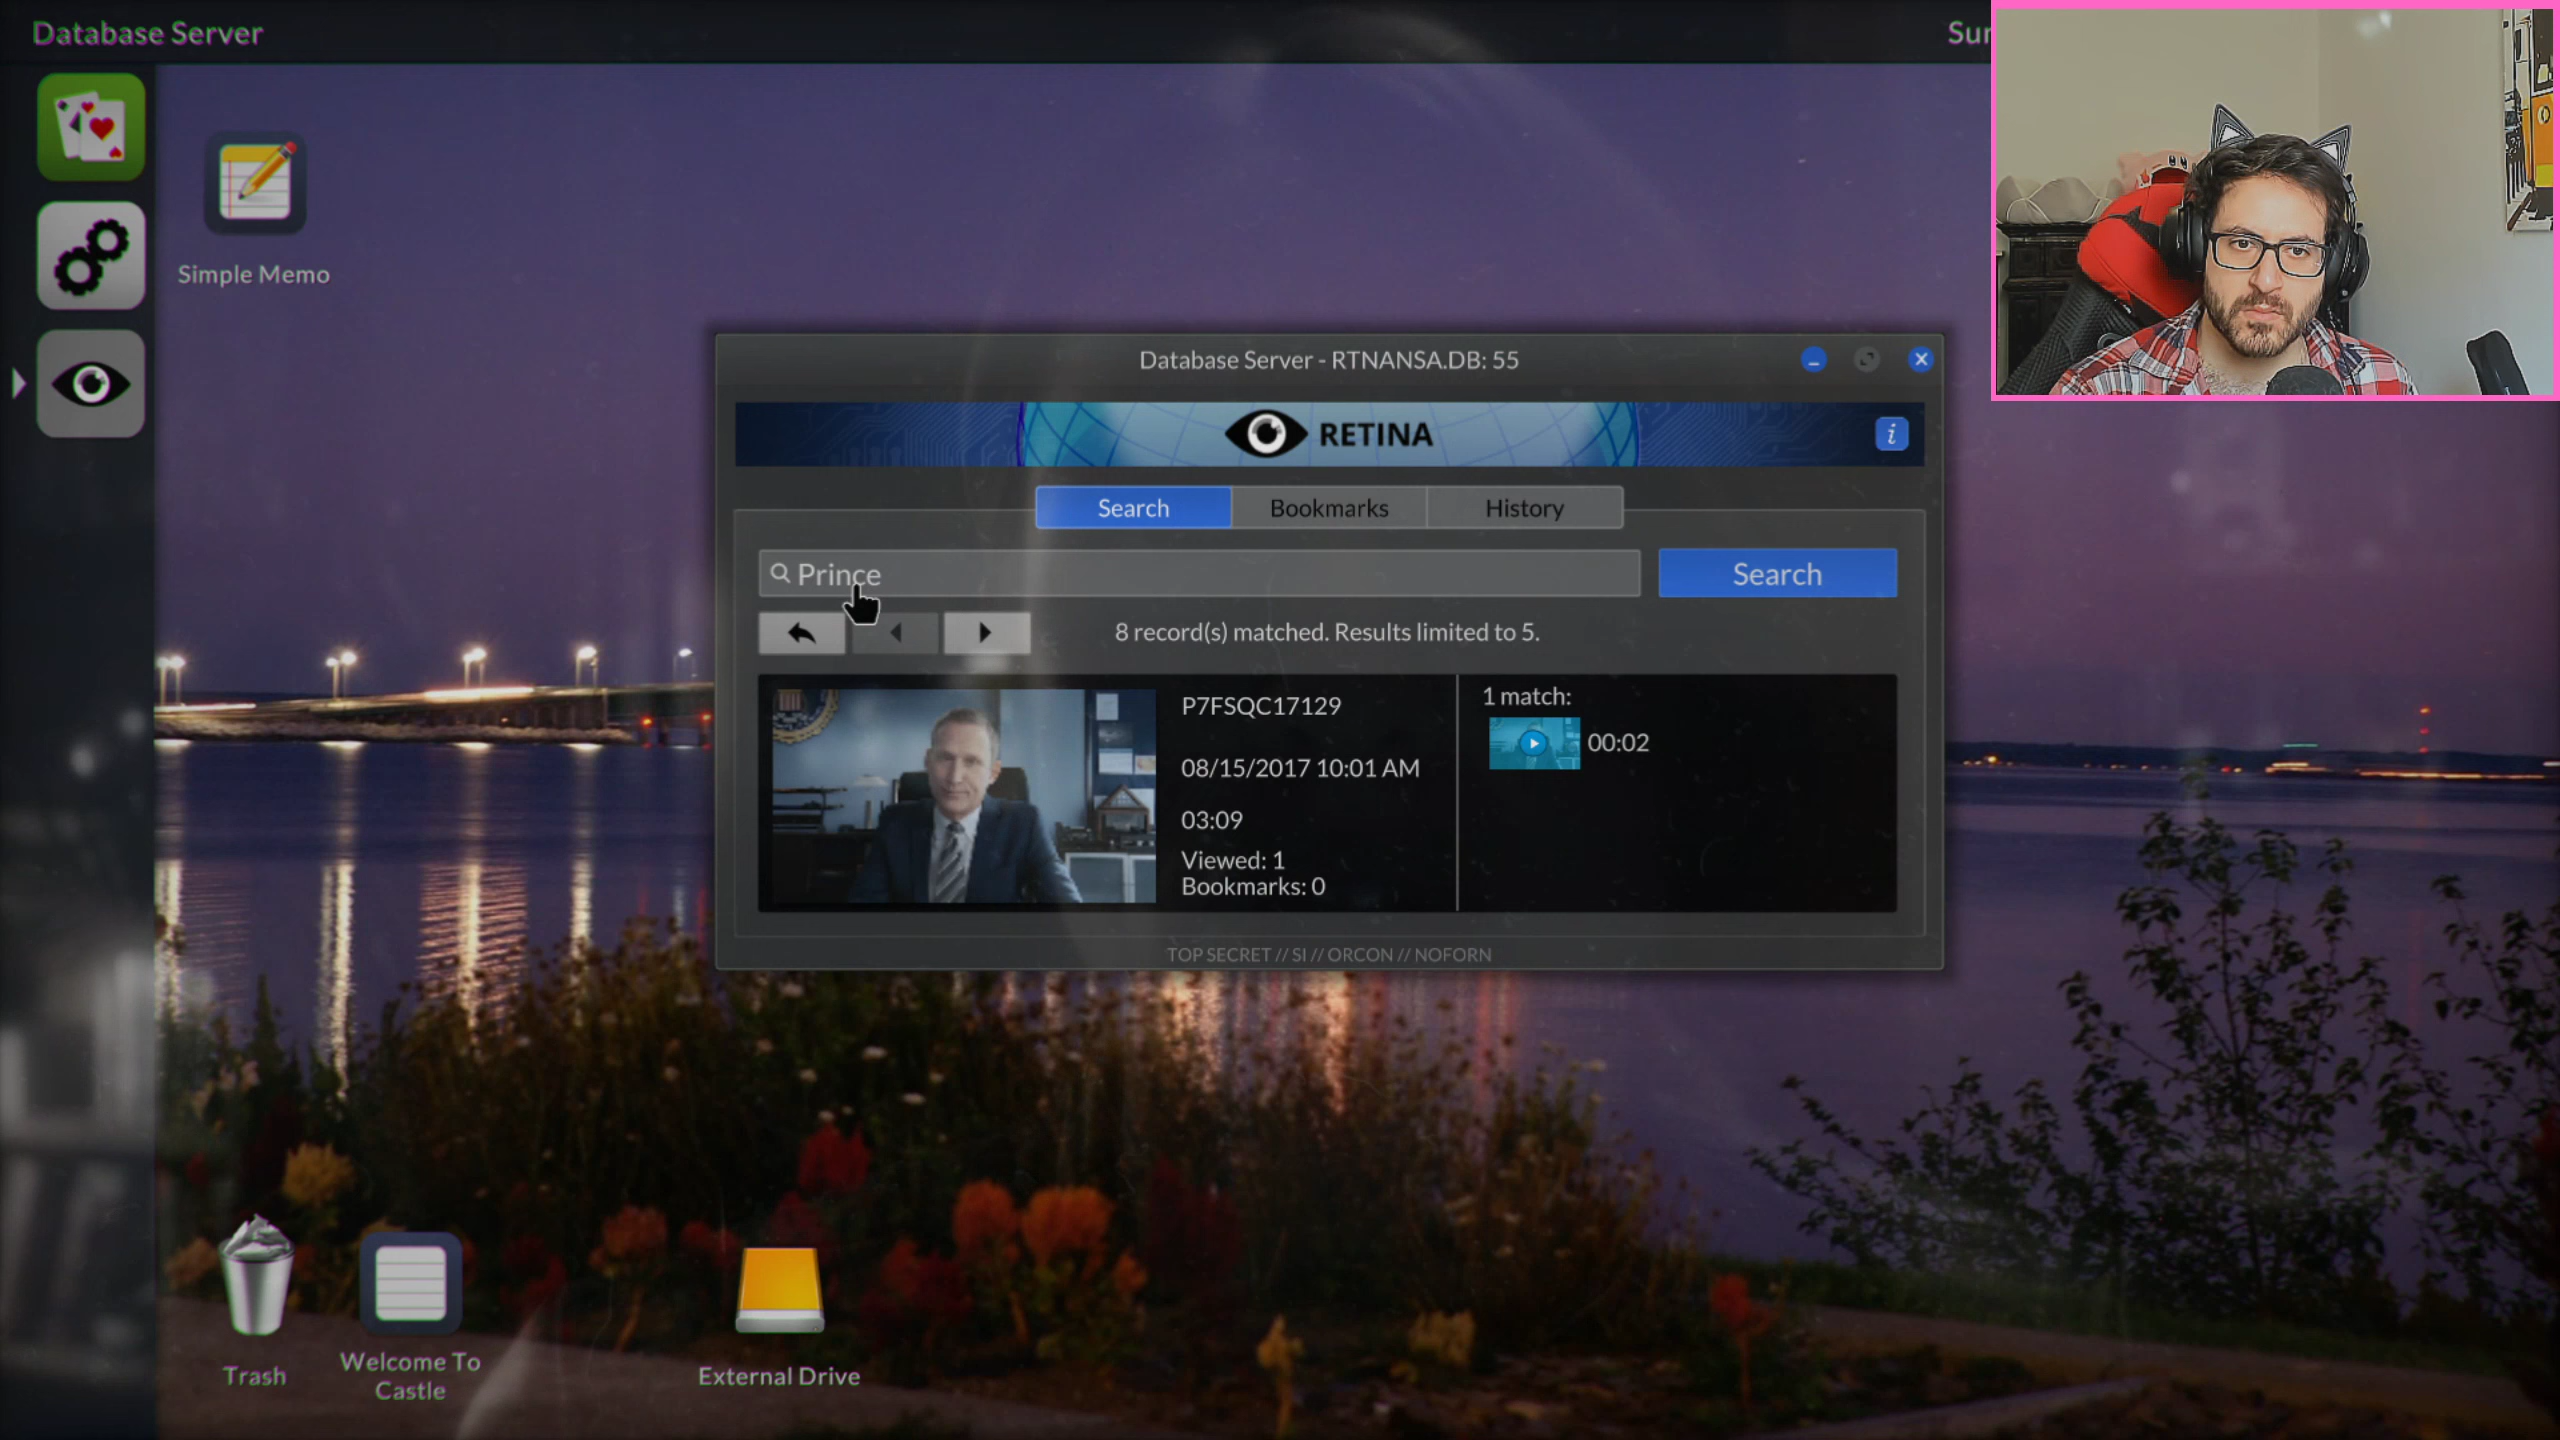 Database Server
Sun
Simple Memo
Database Server - RTNANSA.DB: 55
RETINA
i
Search
Bookmarks
History
Prince
Search
8 record(s) matched. Results limited to 5.
P7FSQC17129
08/15/2017 10:01 AM
03:09
Viewed: 1
Bookmarks: 0
1 match:
00:02
TOP SECRET // SI // ORCON // NOFORN
Trash
Welcome To
Castle
External Drive